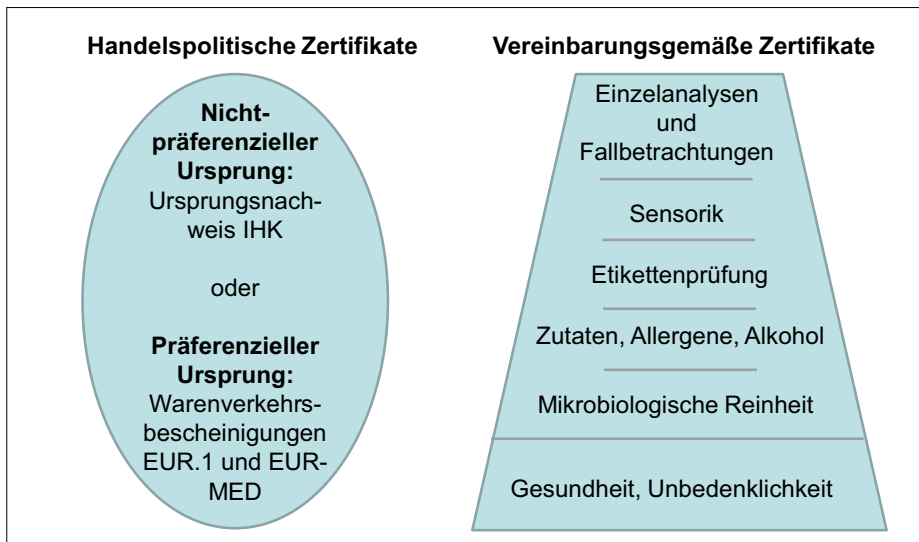 Handelspolitische Zertifikate
Nicht-
präferenzieller
Ursprung:
Ursprungsnach-
weis IHK
oder
Präferenzieller
Ursprung:
Warenverkehrs-
bescheinigungen
EUR.1 und EUR-
MED
Vereinbarungsgemäße Zertifikate
Einzelanalysen
und
Fallbetrachtungen
Sensorik
Etikettenprüfung
Zutaten, Allergene, Alkohol
Mikrobiologische Reinheit
Gesundheit, Unbedenklichkeit